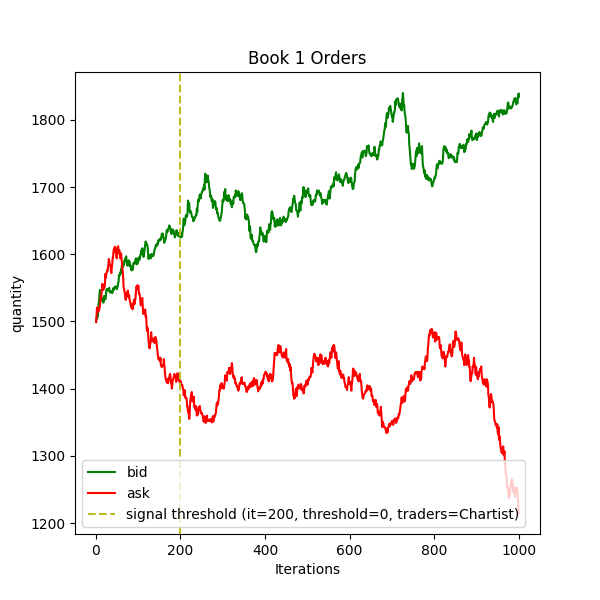 Book 1 Orders
quantity
1800
1700
1600
1500
1400
1300
1200
bid
ask
signal threshold (it=200, threshold=0, traders=Chartist)
0 200 400 600 800 1000
Iterations